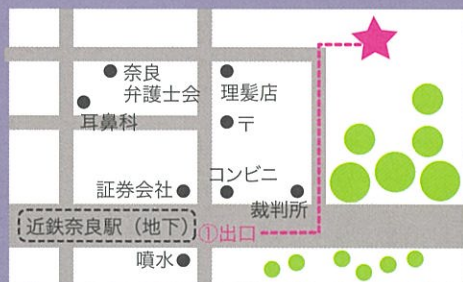 奈良
弁護士会
理髪店
耳鼻科
〒
コンビニ
証券会社
裁判所
近鉄奈良駅（地下）
①出口
噴水